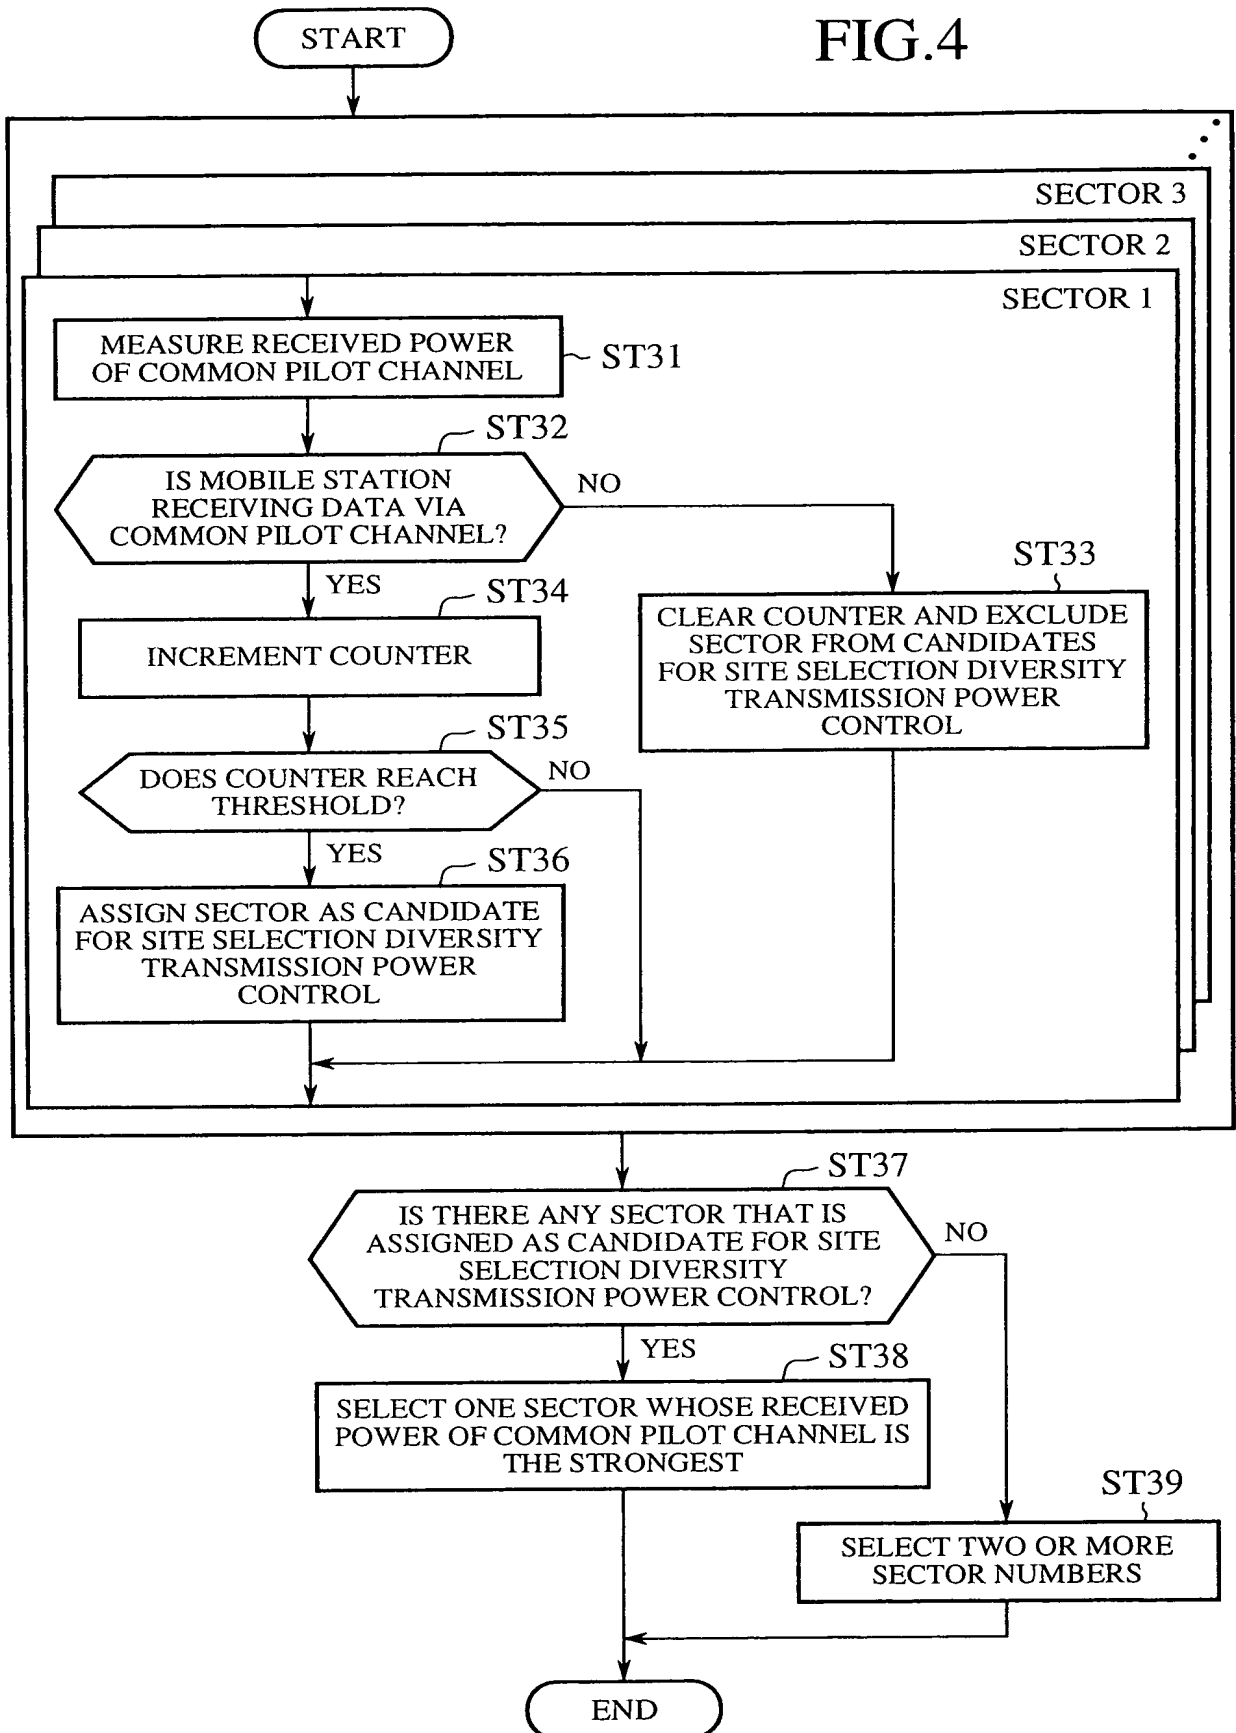 START
FIG.4
SECTOR 3
SECTOR 2
SECTOR 1
MEASURE RECEIVED POWER
OF COMMON PILOT CHANNEL
ST31
ST32
IS MOBILE STATION
RECEIVING DATA VIA
COMMON PILOT CHANNEL?
NO
YES
ST33
CLEAR COUNTER AND EXCLUDE
SECTOR FROM CANDIDATES
FOR SITE SELECTION DIVERSITY
TRANSMISSION POWER
CONTROL
ST34
INCREMENT COUNTER
ST35
DOES COUNTER REACH
THRESHOLD?
NO
YES
ST36
ASSIGN SECTOR AS CANDIDATE
FOR SITE SELECTION DIVERSITY
TRANSMISSION POWER
CONTROL
ST37
IS THERE ANY SECTOR THAT IS
ASSIGNED AS CANDIDATE FOR SITE
SELECTION DIVERSITY
TRANSMISSION POWER CONTROL?
NO
YES
ST38
SELECT ONE SECTOR WHOSE RECEIVED
POWER OF COMMON PILOT CHANNEL IS
THE STRONGEST
ST39
SELECT TWO OR MORE
SECTOR NUMBERS
END